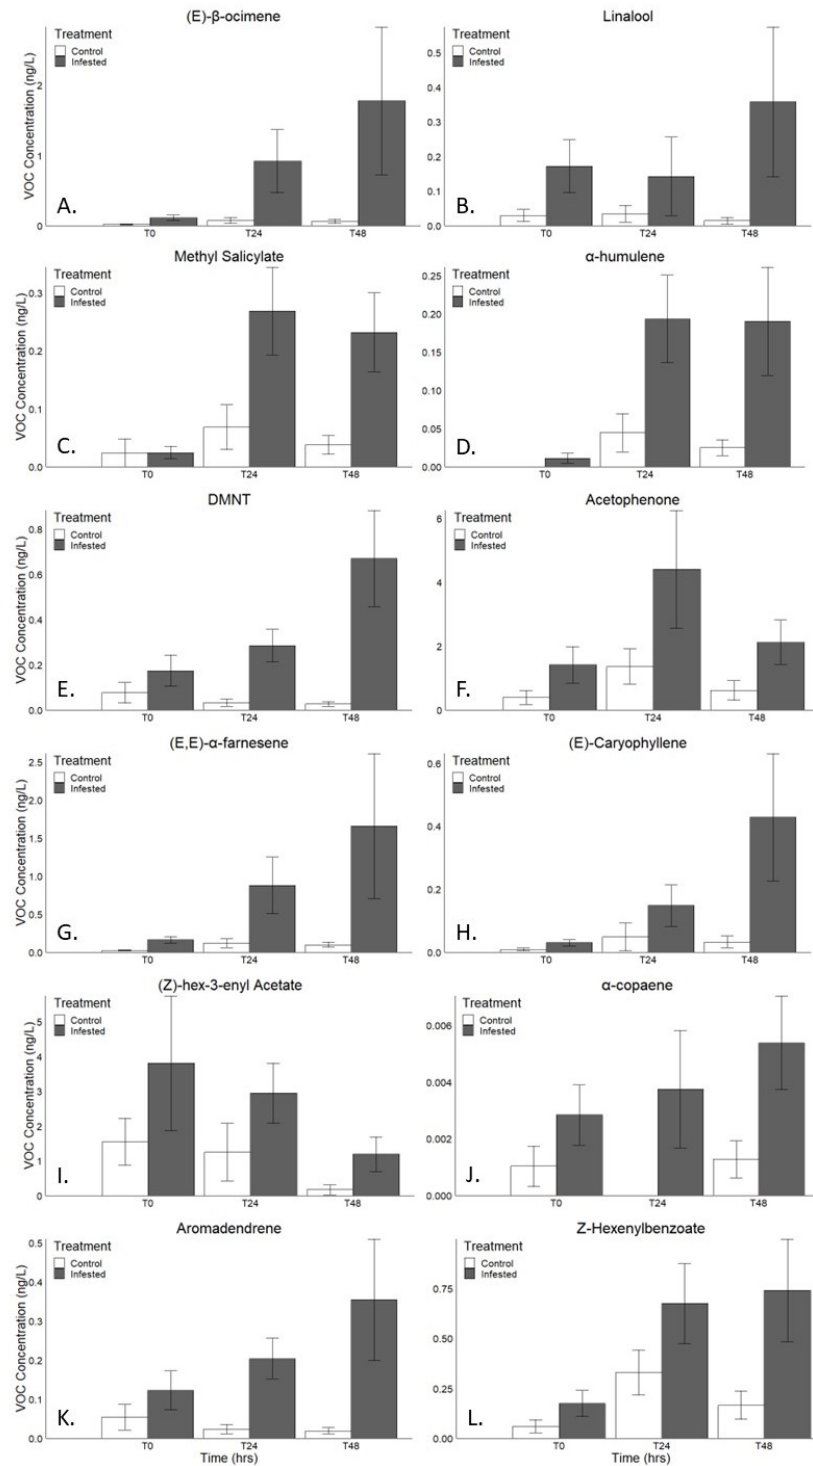 (E)-β-ocimene
Treatment
Control
Infested
VOC Concentration (ng/L)
2
1
0
A.
T0 T24 T48
Linalool
Treatment
Control
Infested
0.5
0.4
0.3
0.2
0.1
0.0
B.
T0 T24 T48
Methyl Salicylate
Treatment
Control
Infested
VOC Concentration (ng/L)
0.3
0.2
0.1
0.0
C.
T0 T24 T48
α-humulene
Treatment
Control
Infested
0.25
0.20
0.15
0.10
0.05
0.00
D.
T0 T24 T48
DMNT
Treatment
Control
Infested
VOC Concentration (ng/L)
0.8
0.6
0.4
0.2
0.0
E.
T0 T24 T48
Acetophenone
Treatment
Control
Infested
6
4
2
0
F.
T0 T24 T48
(E,E)-α-farnesene
Treatment
Control
Infested
VOC Concentration (ng/L)
2.5
2.0
1.5
1.0
0.5
0.0
G.
T0 T24 T48
(E)-Caryophyllene
Treatment
Control
Infested
0.6
0.4
0.2
0.0
H.
T0 T24 T48
(Z)-hex-3-enyl Acetate
Treatment
Control
Infested
VOC Concentration (ng/L)
5
4
3
2
1
0
I.
T0 T24 T48
α-copaene
Treatment
Control
Infested
0.006
0.004
0.002
0.000
J.
T0 T24 T48
Aromadendrene
Treatment
Control
Infested
VOC Concentration (ng/L)
0.5
0.4
0.3
0.2
0.1
0.0
K.
T0 T24 T48
Time (hrs)
Z-Hexenylbenzoate
Treatment
Control
Infested
0.75
0.50
0.25
0.00
L.
T0 T24 T48
Time (hrs)